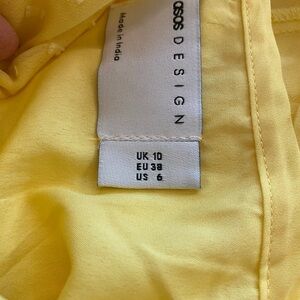 asos DESIGN
Made in India
UK 10
EU 38
US 6